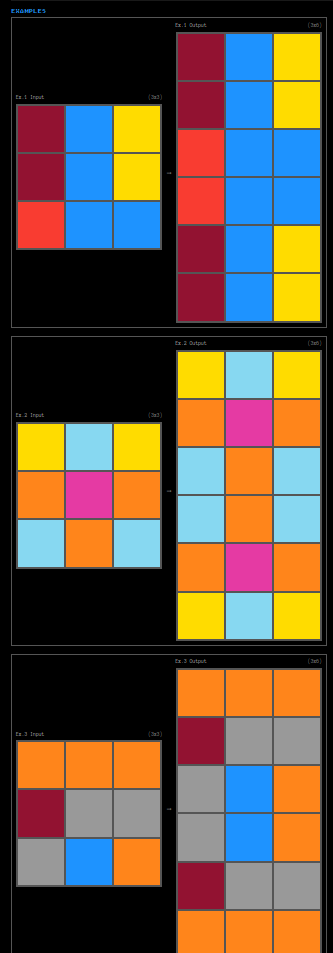 EXAMPLES
Ex.1 Input (3x3)
Ex.1 Output (3x6)
→
Ex.2 Input (3x3)
Ex.2 Output (3x6)
→
Ex.3 Input (3x3)
Ex.3 Output (3x6)
→